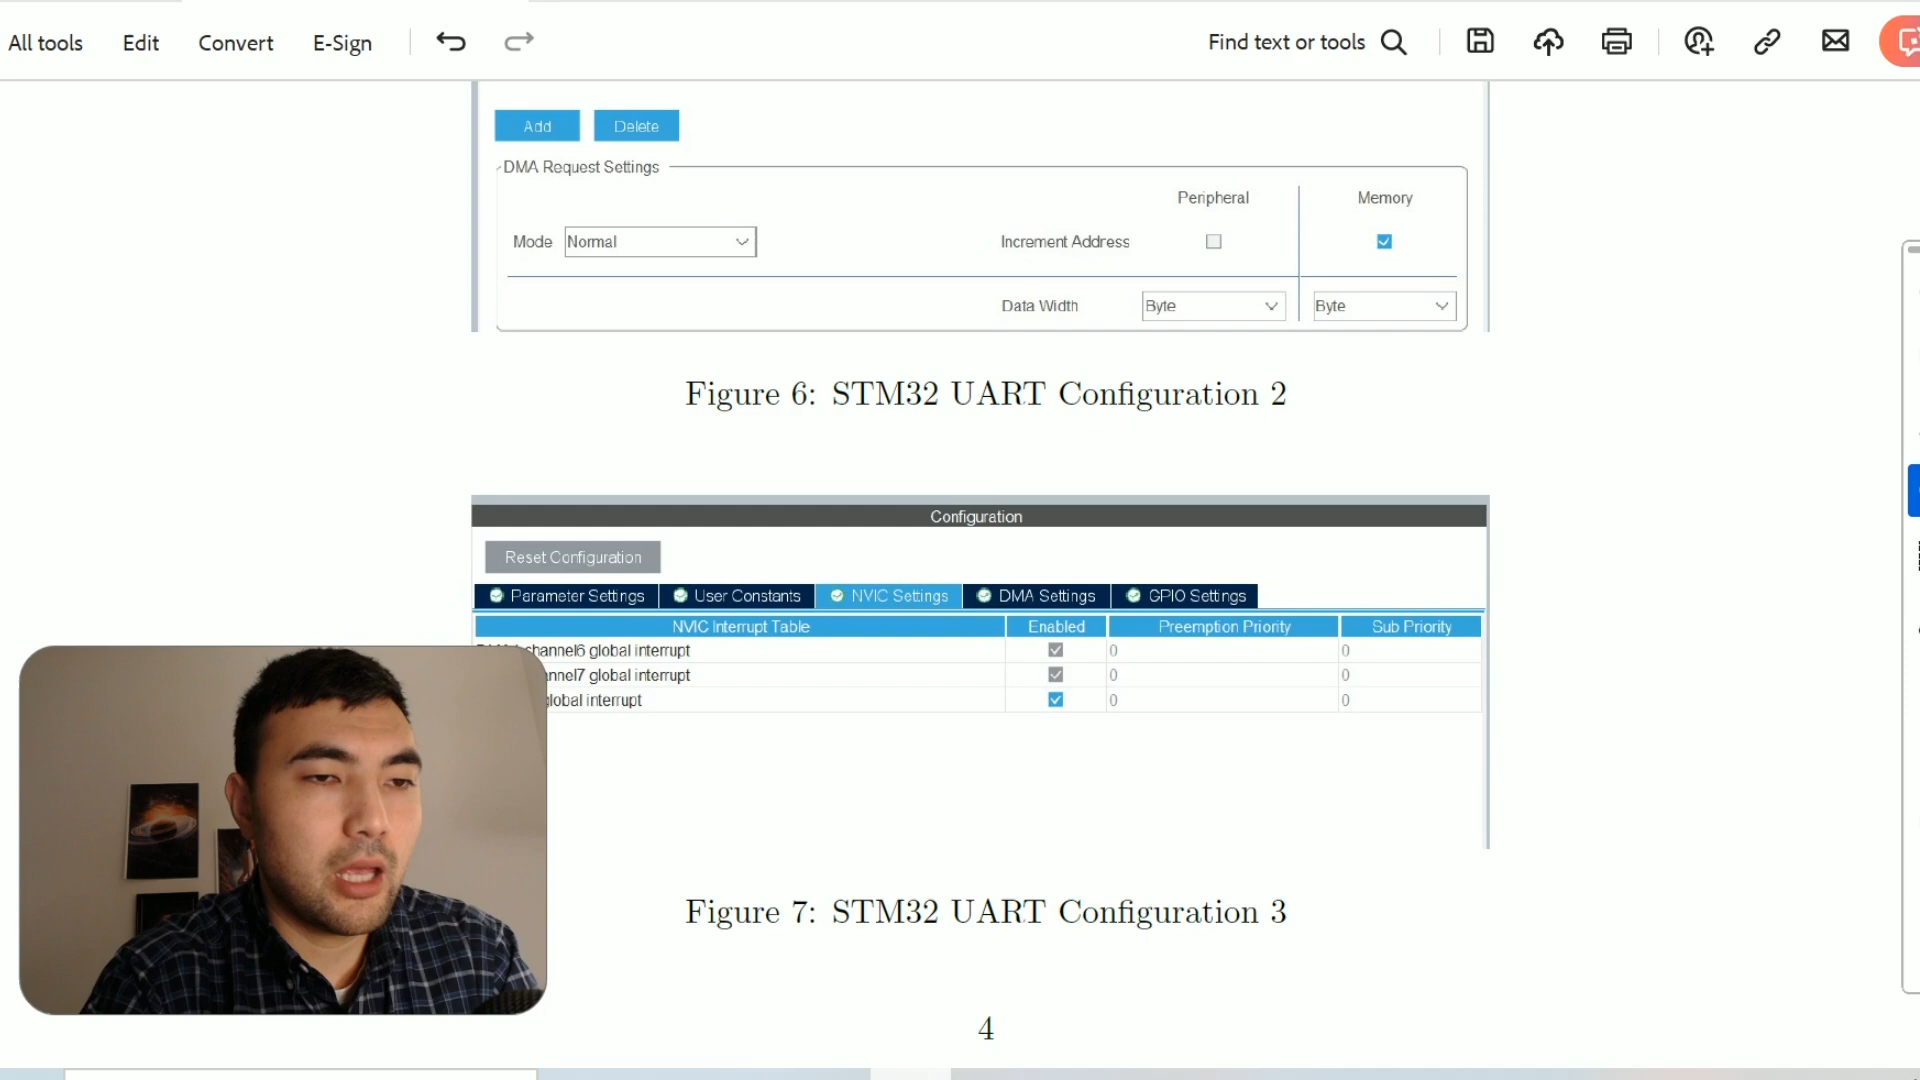 All tools Edit Convert E-Sign Find text or tools
Add Delete
DMA Request Settings
Peripheral Memory
Mode Normal Increment Address
Data Width Byte Byte
Figure 6: STM32 UART Configuration 2
Configuration
Reset Configuration
Parameter Settings User Constants NVIC Settings DMA Settings GPIO Settings
NVIC Interrupt Table Enabled Preemption Priority Sub Priority
channel6 global interrupt 0 0
annel7 global interrupt 0 0
global interrupt 0 0
Figure 7: STM32 UART Configuration 3
4